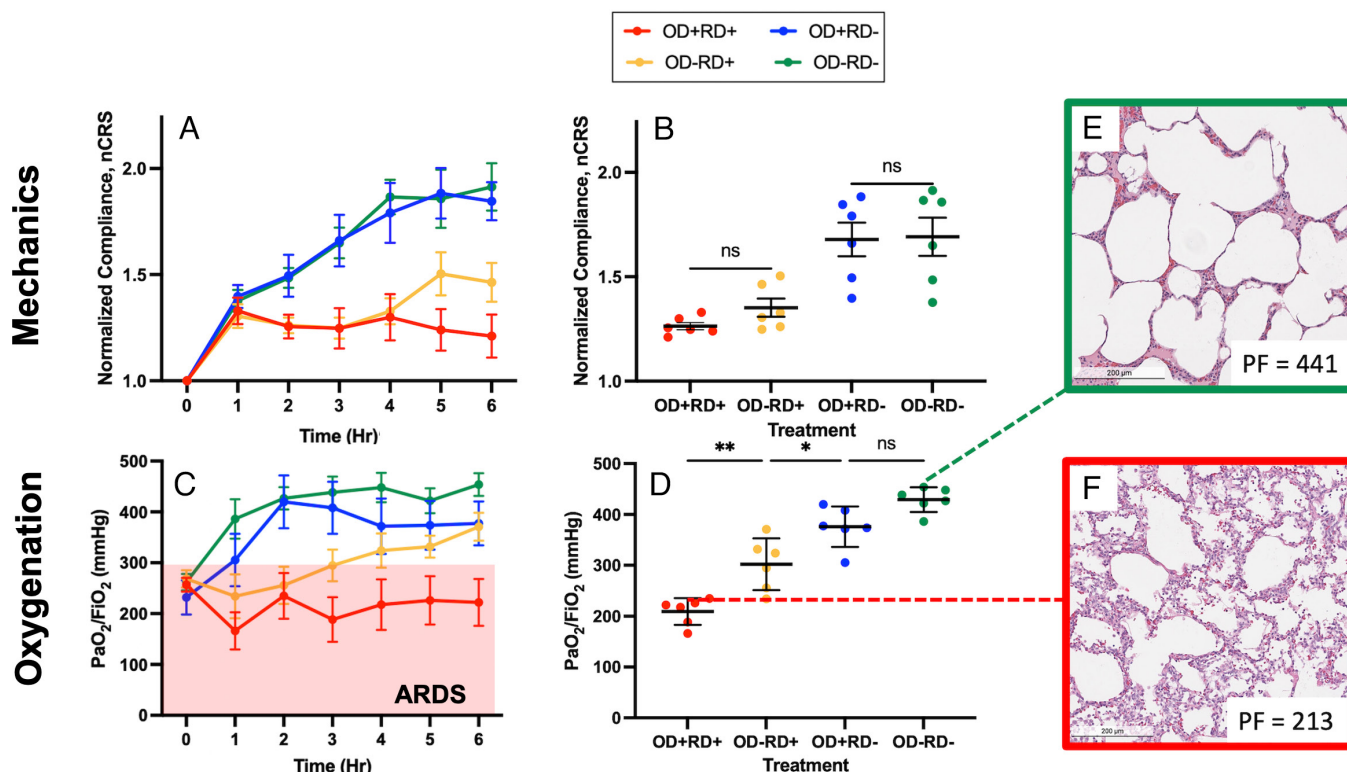 OD+RD+ OD+RD-
OD-RD+ OD-RD-
Mechanics
A
Normalized Compliance, nCRS
2.0
1.5
1.0
0 1 2 3 4 5 6
Time (Hr)
B
Normalized Compliance, nCRS
2.0
1.5
1.0
ns
ns
OD+RD+ OD-RD+ OD+RD- OD-RD-
Treatment
E
200 µm
PF = 441
Oxygenation
C
PaO₂/FiO₂ (mmHg)
500
400
300
200
100
0
ARDS
0 1 2 3 4 5 6
Time (Hr)
D
PaO₂/FiO₂ (mmHg)
500
400
300
200
100
0
** * ns
OD+RD+ OD-RD+ OD+RD- OD-RD-
Treatment
F
200 µm
PF = 213